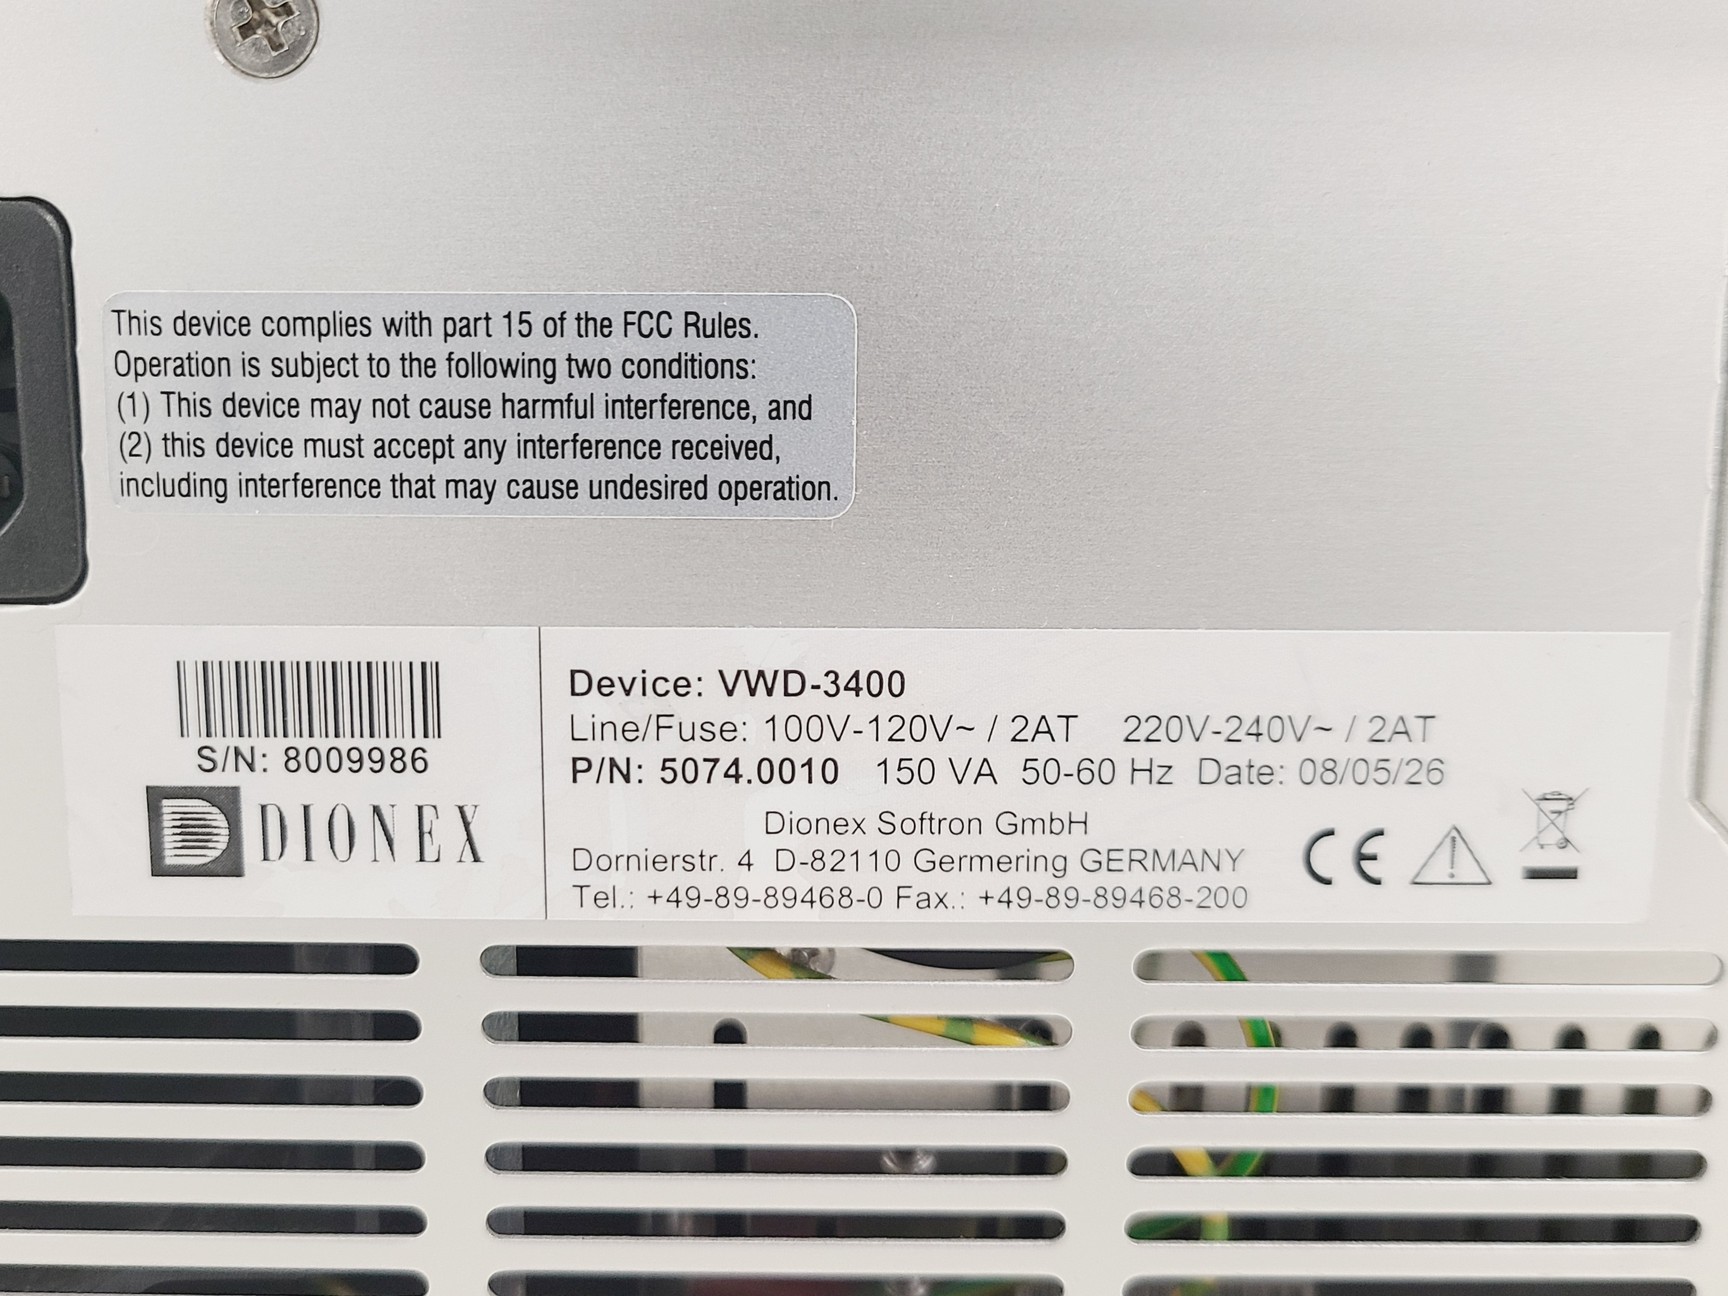 This device complies with part 15 of the FCC Rules.
Operation is subject to the following two conditions:
(1) This device may not cause harmful interference, and
(2) this device must accept any interference received,
including interference that may cause undesired operation.
S/N: 8009986
DIONEX
Device: VWD-3400
Line/Fuse: 100V-120V~ / 2AT 220V-240V~ / 2AT
P/N: 5074.0010 150 VA 50-60 Hz Date: 08/05/26
Dionex Softron GmbH
Dornierstr. 4 D-82110 Germering GERMANY
Tel.: +49-89-89468-0 Fax.: +49-89-89468-200
CE